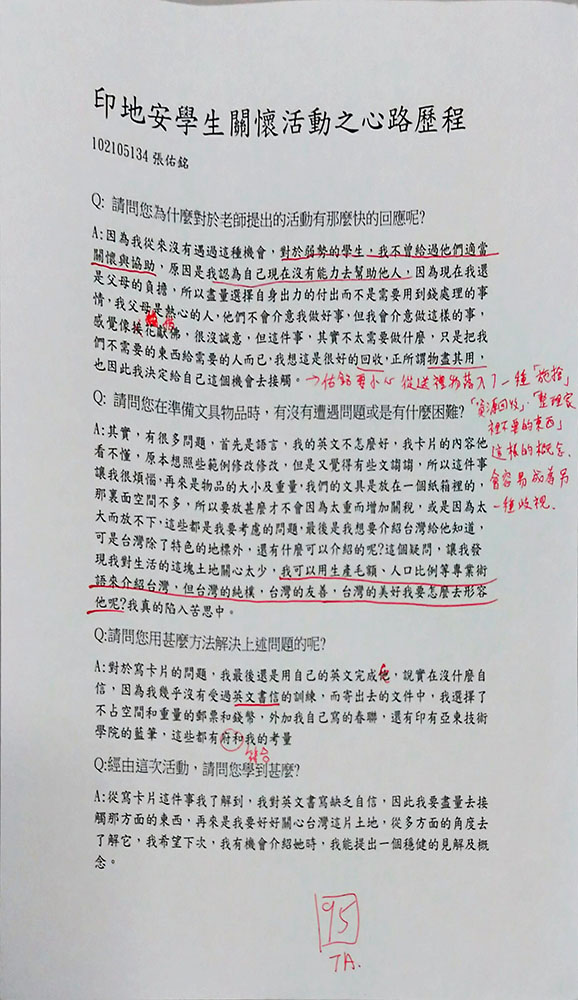 印地安學生關懷活動之心路歷程
102105134 張佑銘
Q: 請問您為什麼對於老師提出的活動有那麼快的回應呢?
A:因為我從來沒有遇過這種機會，對於弱勢的學生，我不曾給過他們適當
關懷與協助，原因是我認為自己現在沒有能力去幫助他人，因為現在我還
是父母的負擔，所以盡量選擇自身出力的付出而不是需要用到錢處理的事
情，我父母是熱心的人，他們不會介意我做好事，但我會介意做這樣的事，
感覺像接花獻佛，很沒誠意，但這件事，其實不太需要做什麼，只是把我
們不需要的東西給需要的人而已，我想這是很好的回收，正所謂物盡其用，
也因此我決定給自己這個機會去接觸。
→佑銘要小心 從送禮物落入了一種「施捨」
「資源回收」．「整理家
裡不要的東西」
這樣的概念．
會容易成為另
一種歧視．
Q: 請問您在準備文具物品時，有沒有遭遇問題或是有什麼困難?
A:其實，有很多問題，首先是語言，我的英文不怎麼好，我卡片的內容他
看不懂，原本想照些範例修改修改，但是又覺得有些文謅謅，所以這件事
讓我很煩惱，再來是物品的大小及重量，我們的文具是放在一個紙箱裡的，
那裏面空間不多，所以要放甚麼才不會因為太重而增加關稅，或是因為太
大而放不下，這些都是我要考慮的問題，最後是我想要介紹台灣給他知道，
可是台灣除了特色的地標外，還有什麼可以介紹的呢?這個疑問，讓我發
現我對生活的這塊土地關心太少，我可以用生產毛額、人口比例等專業術
語來介紹台灣，但台灣的純樸，台灣的友善，台灣的美好我要怎麼去形容
他呢?我真的陷入苦思中。
Q:請問您用甚麼方法解決上述問題的呢?
A:對於寫卡片的問題，我最後還是用自己的英文完成他，說實在沒什麼自
信，因為我幾乎沒有受過英文書信的訓練，而寄出去的文件中，我選擇了
不占空間和重量的郵票和錢幣，外加我自己寫的春聯，還有印有亞東技術
學院的藍筆，這些都有府和我的考量
符合
Q:經由這次活動，請問您學到甚麼?
A:從寫卡片這件事我了解到，我對英文書寫缺乏自信，因此我要盡量去接
觸那方面的東西，再來是我要好好關心台灣這片土地，從多方面的角度去
了解它，我希望下次，我有機會介紹她時，我能提出一個穩健的見解及概
念。
95
TA.